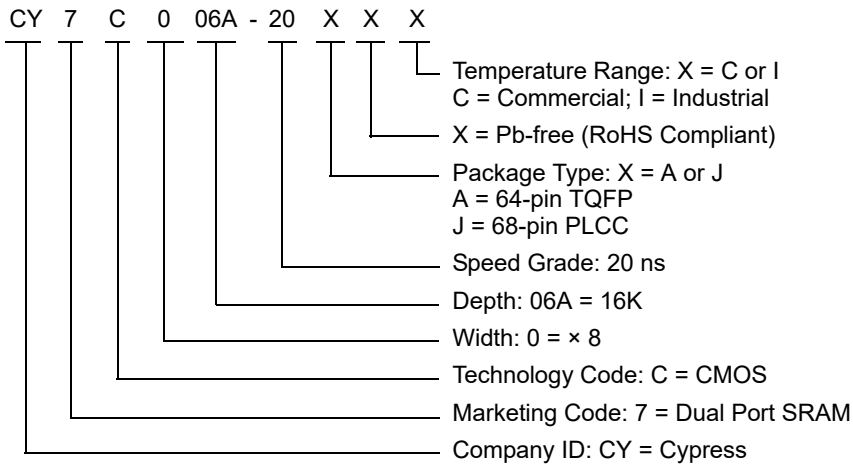 CY 7 C 0 06A - 20 X X X
Temperature Range: X = C or I
C = Commercial; I = Industrial
X = Pb-free (RoHS Compliant)
Package Type: X = A or J
A = 64-pin TQFP
J = 68-pin PLCC
Speed Grade: 20 ns
Depth: 06A = 16K
Width: 0 = × 8
Technology Code: C = CMOS
Marketing Code: 7 = Dual Port SRAM
Company ID: CY = Cypress